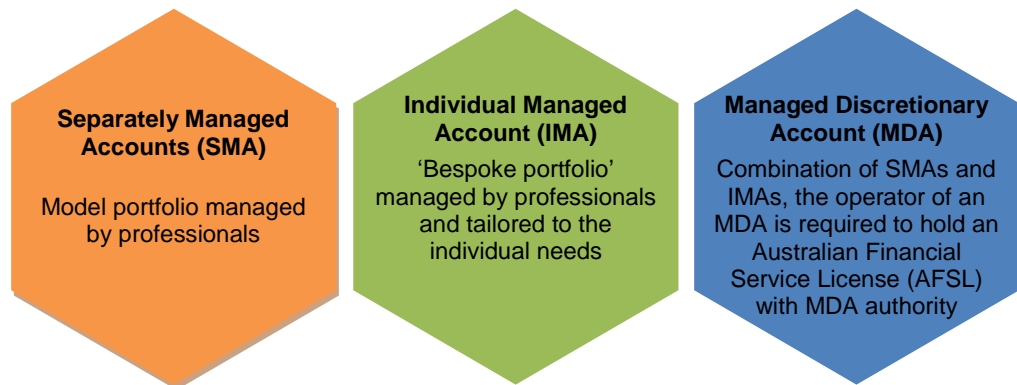 Separately Managed
Accounts (SMA)
Model portfolio managed
by professionals
Individual Managed
Account (IMA)
‘Bespoke portfolio’
managed by professionals
and tailored to the
individual needs
Managed Discretionary
Account (MDA)
Combination of SMAs and
IMAs, the operator of an
MDA is required to hold an
Australian Financial
Service License (AFSL)
with MDA authority